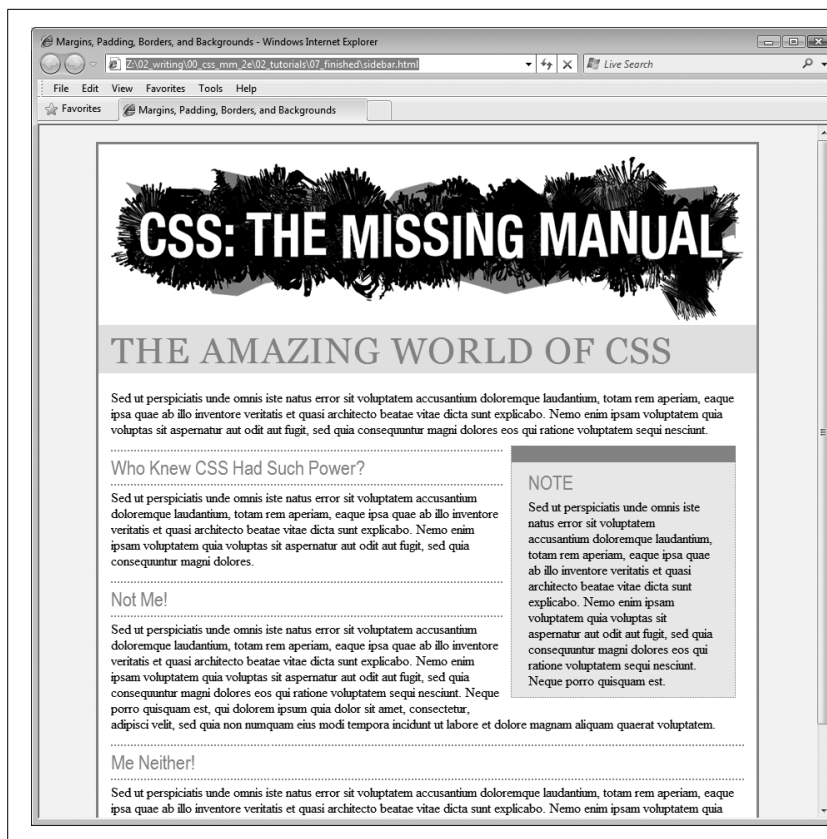 Margins, Padding, Borders, and Backgrounds - Windows Internet Explorer
Z:\02_writing\00_css_mm_2e\02_tutorials\07_finished\sidebar.html
Live Search
File Edit View Favorites Tools Help
Favorites
Margins, Padding, Borders, and Backgrounds
CSS: THE MISSING MANUAL
THE AMAZING WORLD OF CSS
Sed ut perspiciatis unde omnis iste natus error sit voluptatem accusantium doloremque laudantium, totam rem aperiam, eaque
ipsa quae ab illo inventore veritatis et quasi architecto beatae vitae dicta sunt explicabo. Nemo enim ipsam voluptatem quia
voluptas sit aspernatur aut odit aut fugit, sed quia consequuntur magni dolores eos qui ratione voluptatem sequi nesciunt.
Who Knew CSS Had Such Power?
Sed ut perspiciatis unde omnis iste natus error sit voluptatem accusantium
doloremque laudantium, totam rem aperiam, eaque ipsa quae ab illo inventore
veritatis et quasi architecto beatae vitae dicta sunt explicabo. Nemo enim
ipsam voluptatem quia voluptas sit aspernatur aut odit aut fugit, sed quia
consequuntur magni dolores.
Not Me!
Sed ut perspiciatis unde omnis iste natus error sit voluptatem accusantium
doloremque laudantium, totam rem aperiam, eaque ipsa quae ab illo inventore
veritatis et quasi architecto beatae vitae dicta sunt explicabo. Nemo enim
ipsam voluptatem quia voluptas sit aspernatur aut odit aut fugit, sed quia
consequuntur magni dolores eos qui ratione voluptatem sequi nesciunt. Neque
porro quisquam est, qui dolorem ipsum quia dolor sit amet, consectetur,
adipisci velit, sed quia non numquam eius modi tempora incidunt ut labore et dolore magnam aliquam quaerat voluptatem.
NOTE
Sed ut perspiciatis unde omnis iste
natus error sit voluptatem
accusantium doloremque laudantium,
totam rem aperiam, eaque ipsa quae
ab illo inventore veritatis et quasi
architecto beatae vitae dicta sunt
explicabo. Nemo enim ipsam
voluptatem quia voluptas sit
aspernatur aut odit aut fugit, sed quia
consequuntur magni dolores eos qui
ratione voluptatem sequi nesciunt.
Neque porro quisquam est.
Me Neither!
Sed ut perspiciatis unde omnis iste natus error sit voluptatem accusantium doloremque laudantium, totam rem aperiam, eaque
ipsa quae ab illo inventore veritatis et quasi architecto beatae vitae dicta sunt explicabo. Nemo enim ipsam voluptatem quia